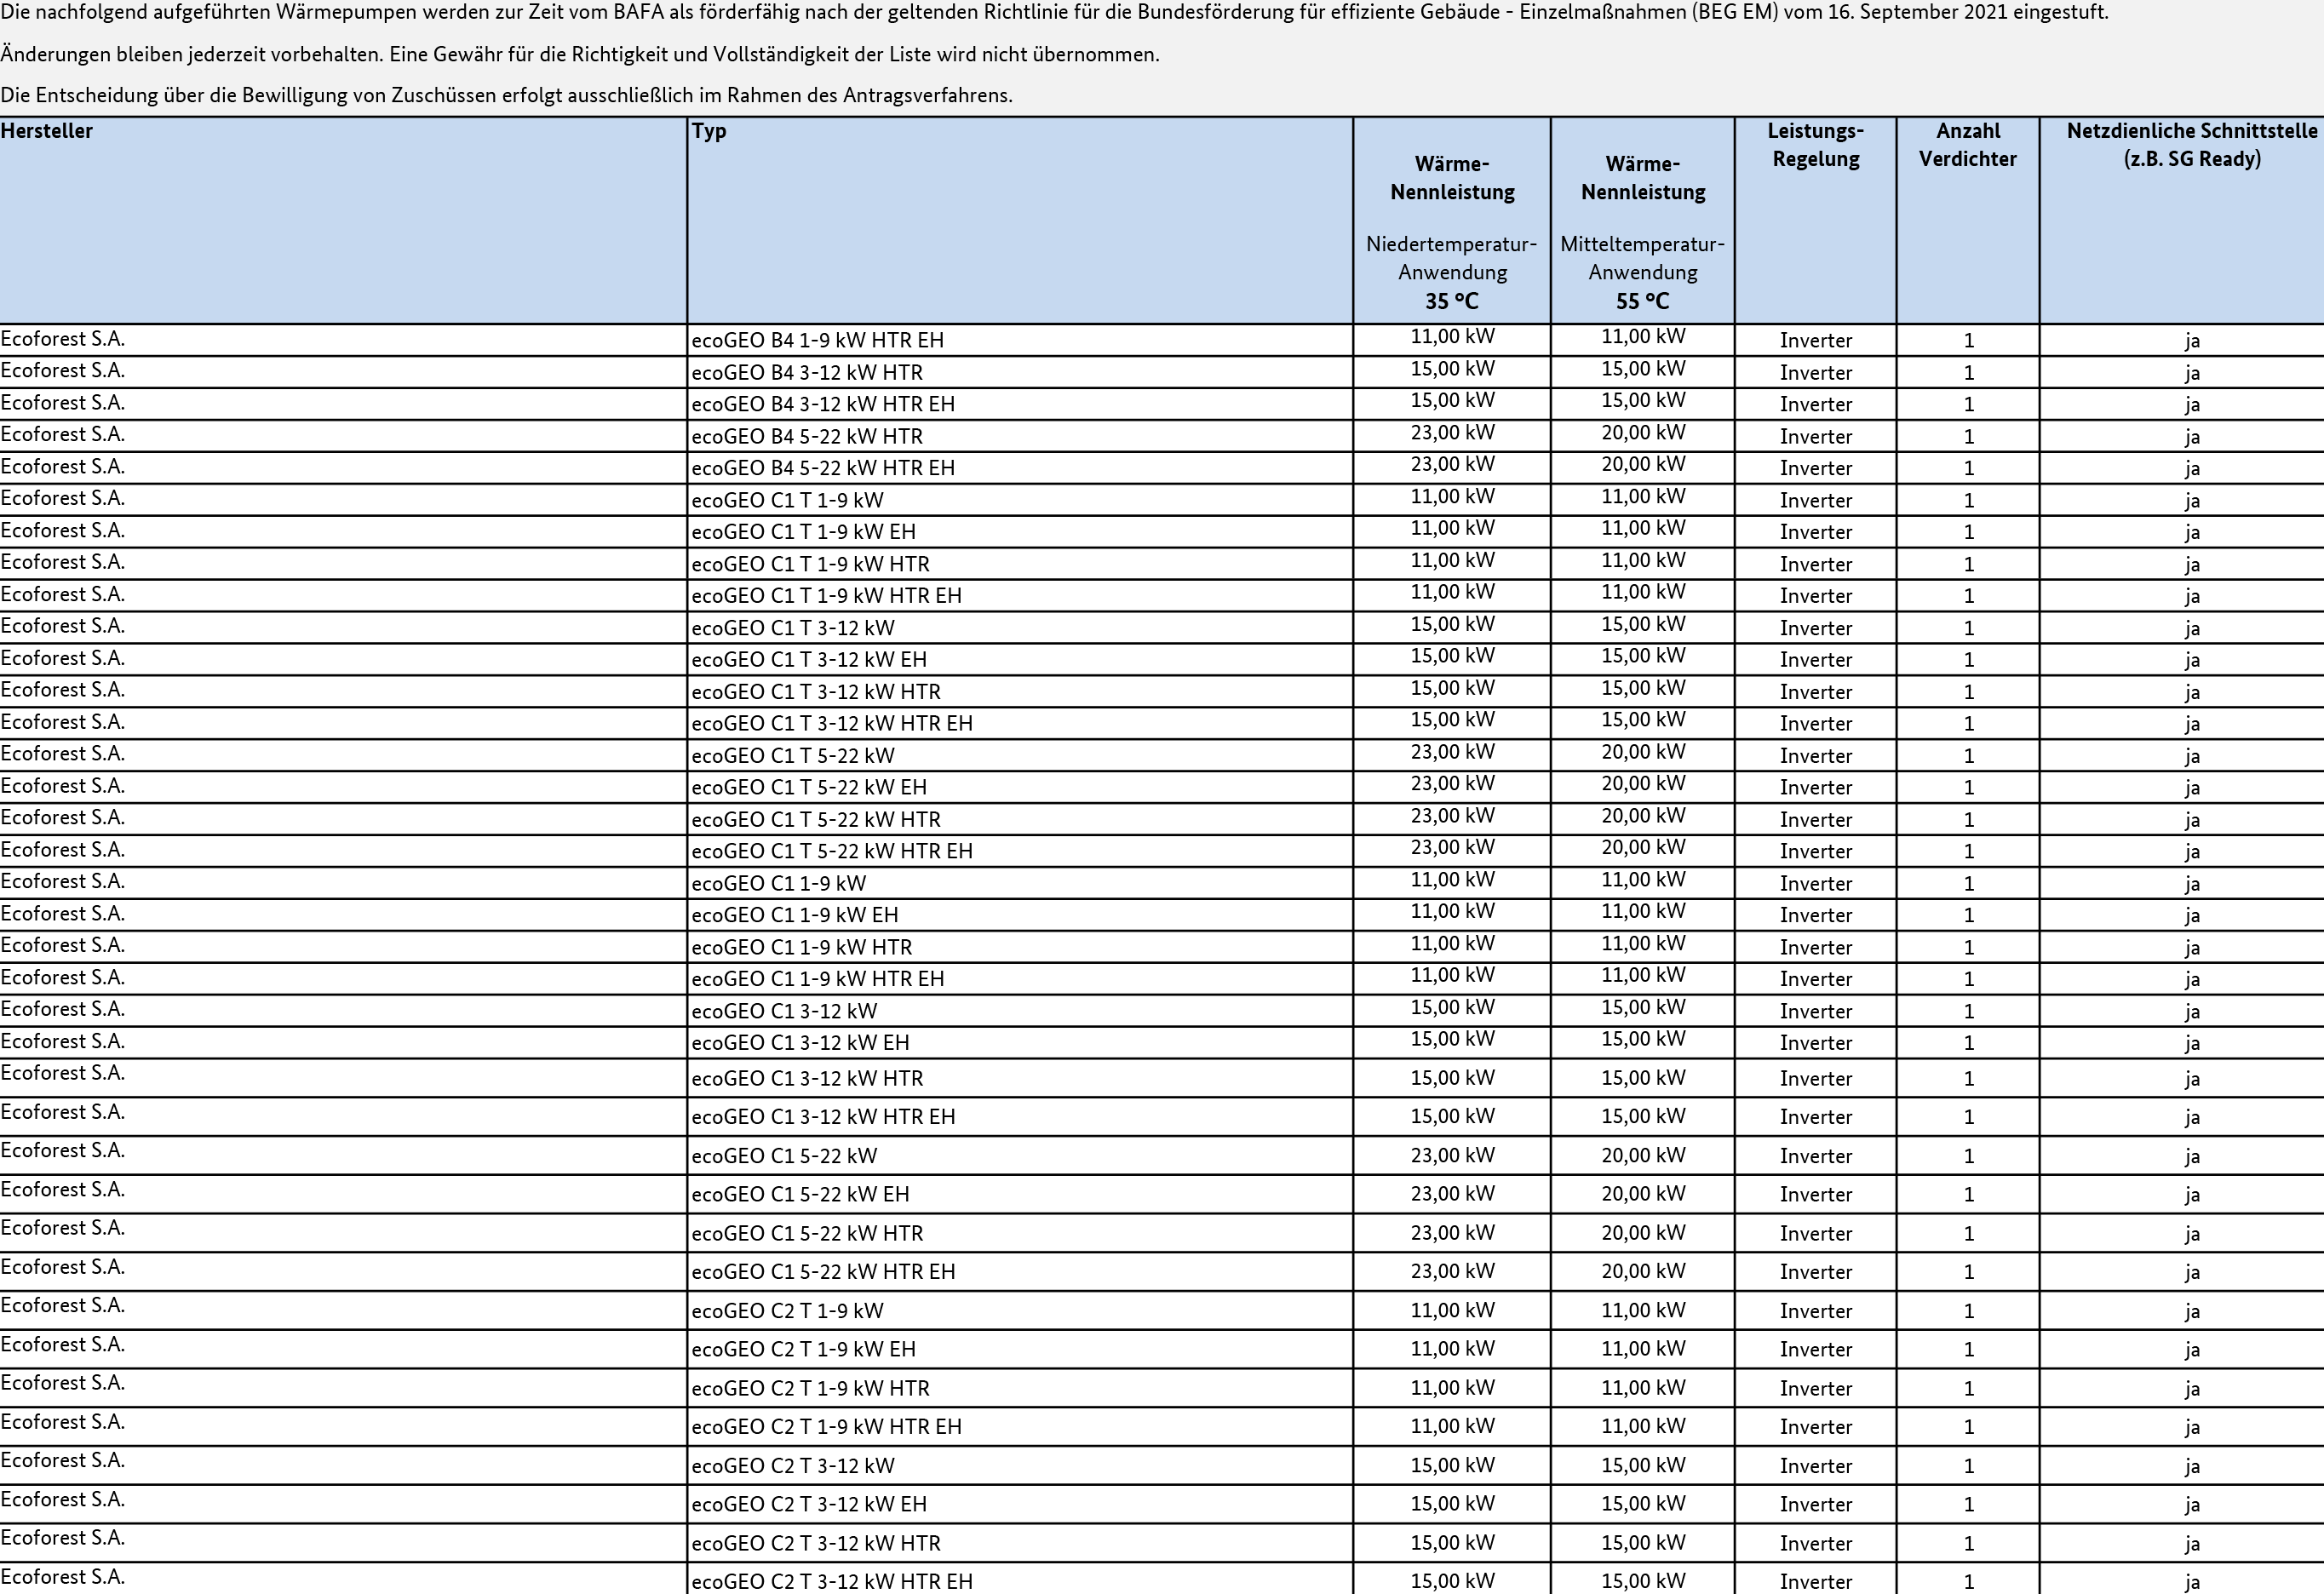 Die nachfolgend aufgeführten Wärmepumpen werden zur Zeit vom BAFA als förderfähig nach der geltenden Richtlinie für die Bundesförderung für effiziente Gebäude - Einzelmaßnahmen (BEG EM) vom 16. September 2021 eingestuft.
Änderungen bleiben jederzeit vorbehalten. Eine Gewähr für die Richtigkeit und Vollständigkeit der Liste wird nicht übernommen.
Die Entscheidung über die Bewilligung von Zuschüssen erfolgt ausschließlich im Rahmen des Antragsverfahrens.
Hersteller Typ Wärme-Nennleistung Niedertemperatur-Anwendung 35 °C Wärme-Nennleistung Mitteltemperatur-Anwendung 55 °C Leistungs-Regelung Anzahl Verdichter Netzdienliche Schnittstelle (z.B. SG Ready)
Ecoforest S.A. ecoGEO B4 1-9 kW HTR EH 11,00 kW 11,00 kW Inverter 1 ja
Ecoforest S.A. ecoGEO B4 3-12 kW HTR 15,00 kW 15,00 kW Inverter 1 ja
Ecoforest S.A. ecoGEO B4 3-12 kW HTR EH 15,00 kW 15,00 kW Inverter 1 ja
Ecoforest S.A. ecoGEO B4 5-22 kW HTR 23,00 kW 20,00 kW Inverter 1 ja
Ecoforest S.A. ecoGEO B4 5-22 kW HTR EH 23,00 kW 20,00 kW Inverter 1 ja
Ecoforest S.A. ecoGEO C1 T 1-9 kW 11,00 kW 11,00 kW Inverter 1 ja
Ecoforest S.A. ecoGEO C1 T 1-9 kW EH 11,00 kW 11,00 kW Inverter 1 ja
Ecoforest S.A. ecoGEO C1 T 1-9 kW HTR 11,00 kW 11,00 kW Inverter 1 ja
Ecoforest S.A. ecoGEO C1 T 1-9 kW HTR EH 11,00 kW 11,00 kW Inverter 1 ja
Ecoforest S.A. ecoGEO C1 T 3-12 kW 15,00 kW 15,00 kW Inverter 1 ja
Ecoforest S.A. ecoGEO C1 T 3-12 kW EH 15,00 kW 15,00 kW Inverter 1 ja
Ecoforest S.A. ecoGEO C1 T 3-12 kW HTR 15,00 kW 15,00 kW Inverter 1 ja
Ecoforest S.A. ecoGEO C1 T 3-12 kW HTR EH 15,00 kW 15,00 kW Inverter 1 ja
Ecoforest S.A. ecoGEO C1 T 5-22 kW 23,00 kW 20,00 kW Inverter 1 ja
Ecoforest S.A. ecoGEO C1 T 5-22 kW EH 23,00 kW 20,00 kW Inverter 1 ja
Ecoforest S.A. ecoGEO C1 T 5-22 kW HTR 23,00 kW 20,00 kW Inverter 1 ja
Ecoforest S.A. ecoGEO C1 T 5-22 kW HTR EH 23,00 kW 20,00 kW Inverter 1 ja
Ecoforest S.A. ecoGEO C1 1-9 kW 11,00 kW 11,00 kW Inverter 1 ja
Ecoforest S.A. ecoGEO C1 1-9 kW EH 11,00 kW 11,00 kW Inverter 1 ja
Ecoforest S.A. ecoGEO C1 1-9 kW HTR 11,00 kW 11,00 kW Inverter 1 ja
Ecoforest S.A. ecoGEO C1 1-9 kW HTR EH 11,00 kW 11,00 kW Inverter 1 ja
Ecoforest S.A. ecoGEO C1 3-12 kW 15,00 kW 15,00 kW Inverter 1 ja
Ecoforest S.A. ecoGEO C1 3-12 kW EH 15,00 kW 15,00 kW Inverter 1 ja
Ecoforest S.A. ecoGEO C1 3-12 kW HTR 15,00 kW 15,00 kW Inverter 1 ja
Ecoforest S.A. ecoGEO C1 3-12 kW HTR EH 15,00 kW 15,00 kW Inverter 1 ja
Ecoforest S.A. ecoGEO C1 5-22 kW 23,00 kW 20,00 kW Inverter 1 ja
Ecoforest S.A. ecoGEO C1 5-22 kW EH 23,00 kW 20,00 kW Inverter 1 ja
Ecoforest S.A. ecoGEO C1 5-22 kW HTR 23,00 kW 20,00 kW Inverter 1 ja
Ecoforest S.A. ecoGEO C1 5-22 kW HTR EH 23,00 kW 20,00 kW Inverter 1 ja
Ecoforest S.A. ecoGEO C2 T 1-9 kW 11,00 kW 11,00 kW Inverter 1 ja
Ecoforest S.A. ecoGEO C2 T 1-9 kW EH 11,00 kW 11,00 kW Inverter 1 ja
Ecoforest S.A. ecoGEO C2 T 1-9 kW HTR 11,00 kW 11,00 kW Inverter 1 ja
Ecoforest S.A. ecoGEO C2 T 1-9 kW HTR EH 11,00 kW 11,00 kW Inverter 1 ja
Ecoforest S.A. ecoGEO C2 T 3-12 kW 15,00 kW 15,00 kW Inverter 1 ja
Ecoforest S.A. ecoGEO C2 T 3-12 kW EH 15,00 kW 15,00 kW Inverter 1 ja
Ecoforest S.A. ecoGEO C2 T 3-12 kW HTR 15,00 kW 15,00 kW Inverter 1 ja
Ecoforest S.A. ecoGEO C2 T 3-12 kW HTR EH 15,00 kW 15,00 kW Inverter 1 ja